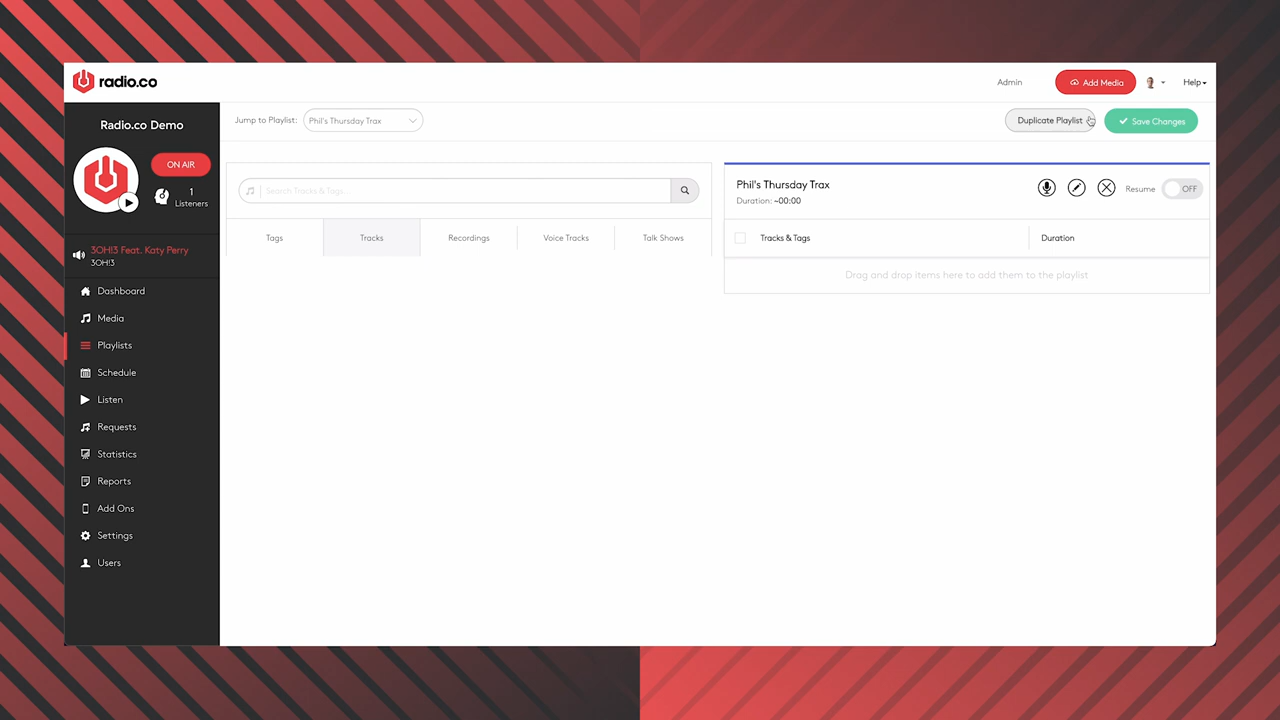 radio.co
Admin
Add Media
Help
Radio.co Demo
ON AIR
1
Listeners
3OH!3 Feat. Katy Perry
3OH!3
Dashboard
Media
Playlists
Schedule
Listen
Requests
Statistics
Reports
Add Ons
Settings
Users
Jump to Playlist:
Phil's Thursday Trax
Duplicate Playlist
Save Changes
Search Tracks & Tags...
Tags
Tracks
Recordings
Voice Tracks
Talk Shows
Phil's Thursday Trax
Duration: ~00:00
Resume
OFF
Tracks & Tags
Duration
Drag and drop items here to add them to the playlist